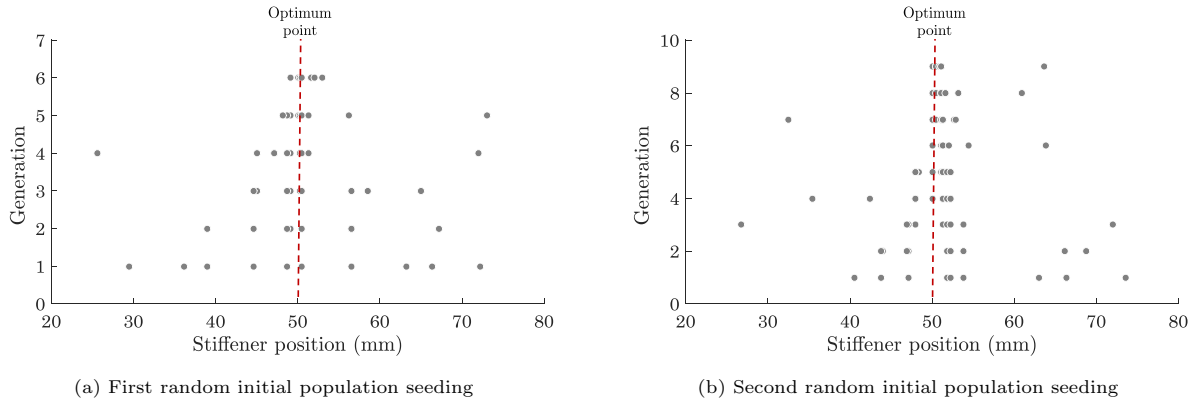 Optimum
point
7
6
5
4
3
2
1
0
Generation
20 30 40 50 60 70 80
Stiffener position (mm)
(a) First random initial population seeding
Optimum
point
10
8
6
4
2
0
Generation
20 30 40 50 60 70 80
Stiffener position (mm)
(b) Second random initial population seeding